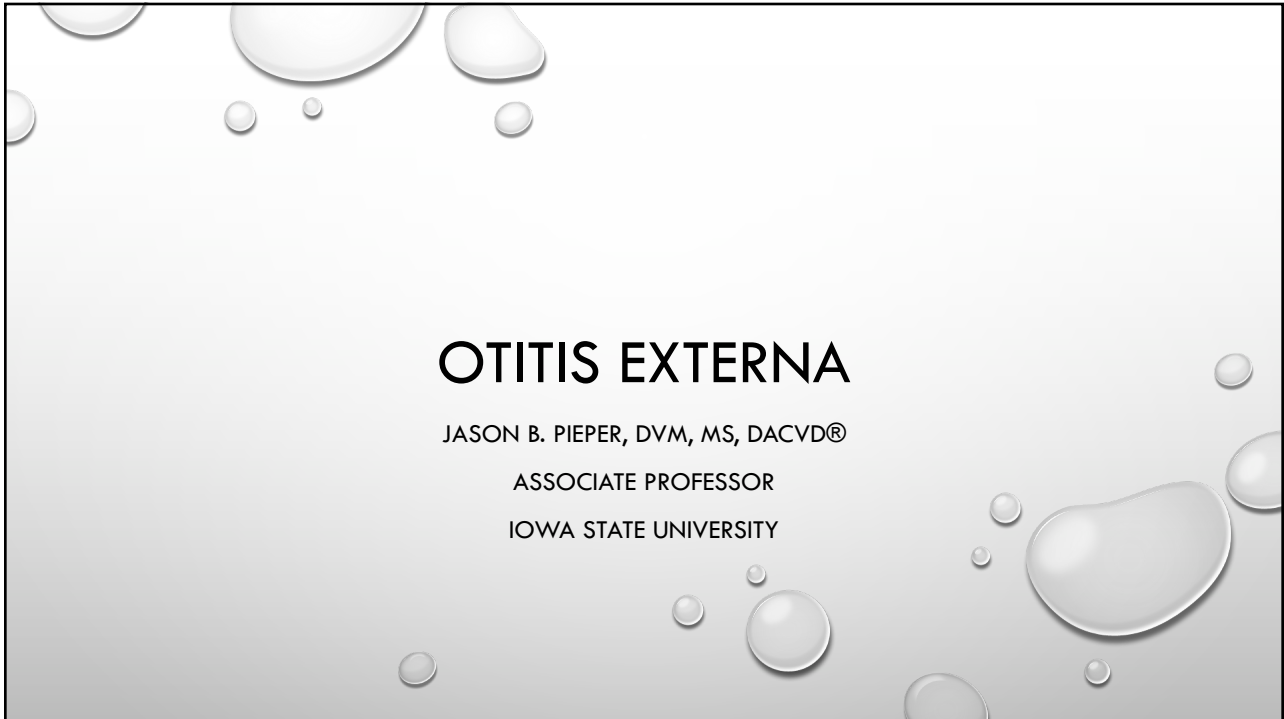 OTITIS EXTERNA
JASON B. PIEPER, DVM, MS, DACVD®
ASSOCIATE PROFESSOR
IOWA STATE UNIVERSITY